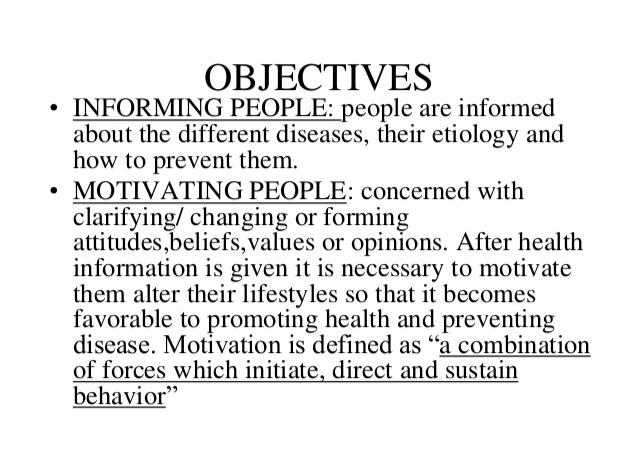 OBJECTIVES
• INFORMING PEOPLE: people are informed
about the different diseases, their etiology and
how to prevent them.
• MOTIVATING PEOPLE: concerned with
clarifying/ changing or forming
attitudes,beliefs,values or opinions. After health
information is given it is necessary to motivate
them alter their lifestyles so that it becomes
favorable to promoting health and preventing
disease. Motivation is defined as “a combination
of forces which initiate, direct and sustain
behavior”